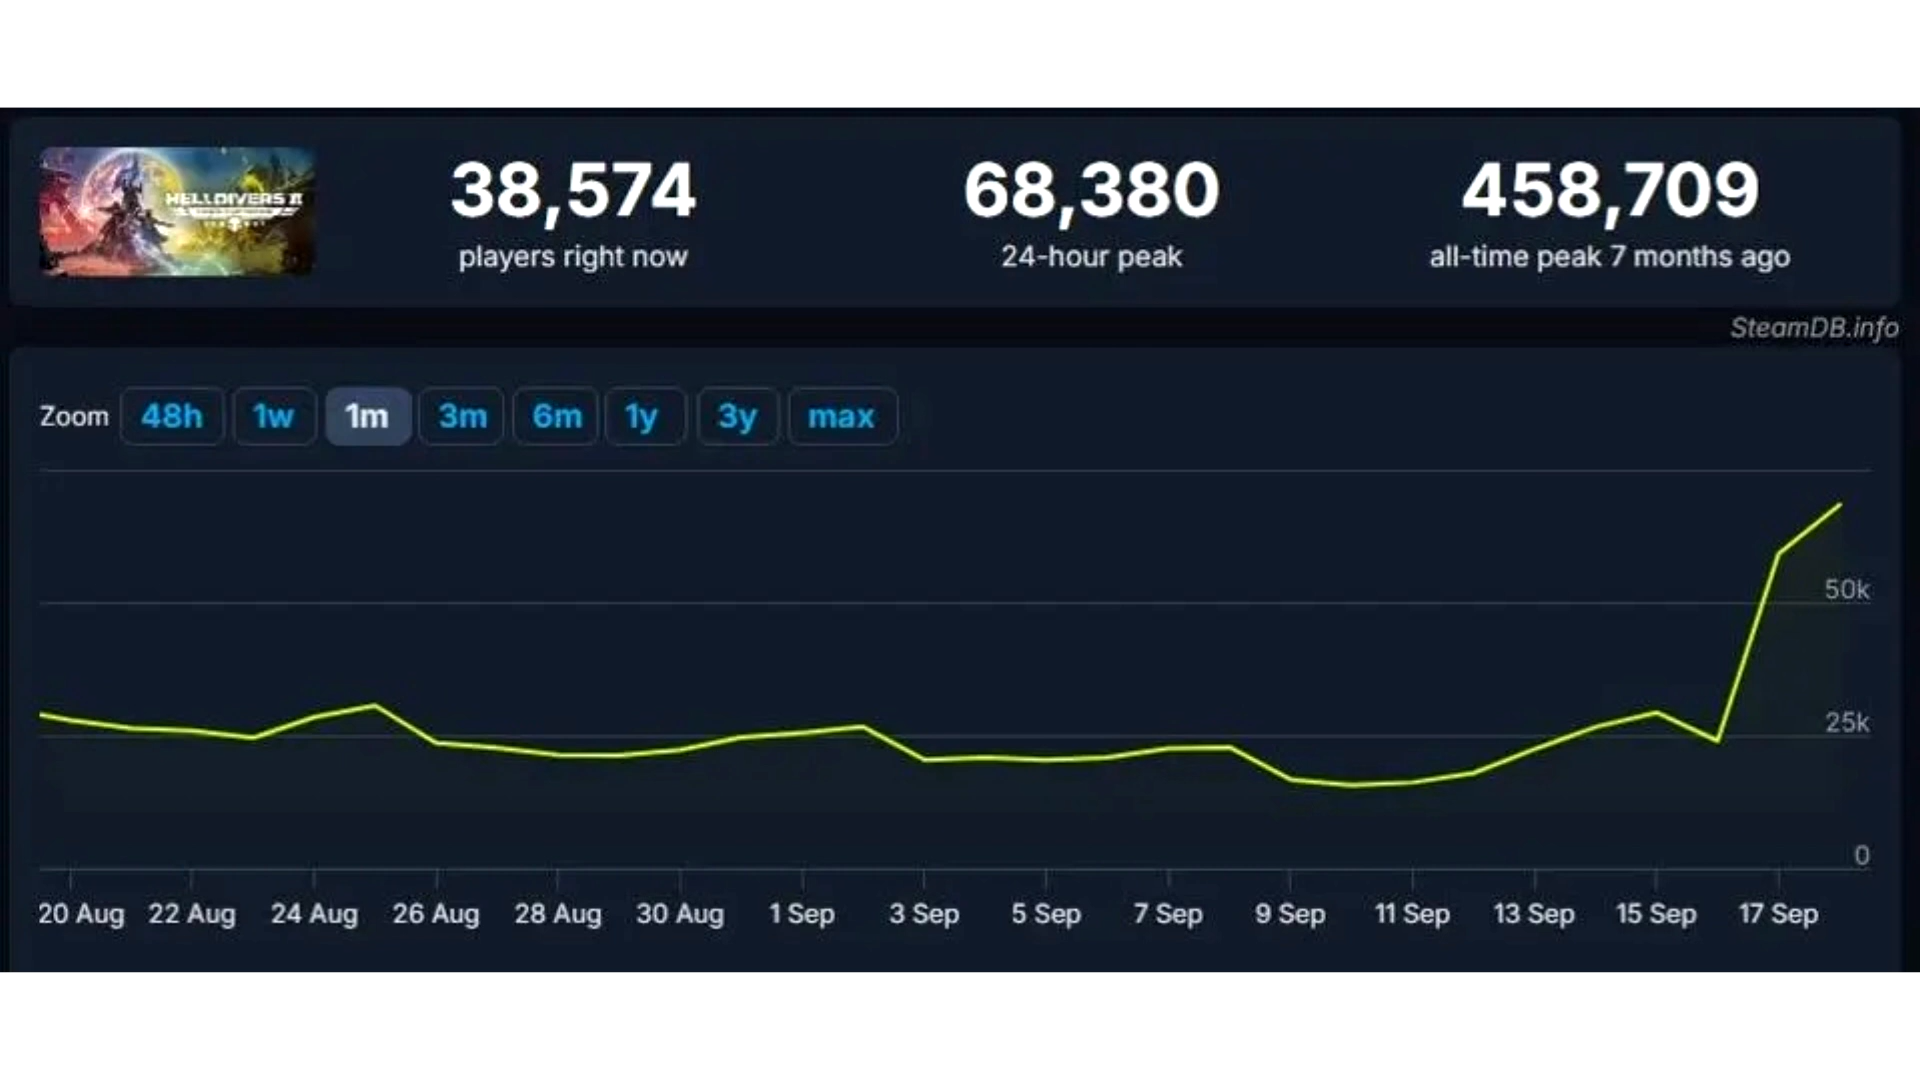 HELLDIVERS II
38,574
players right now
68,380
24-hour peak
458,709
all-time peak 7 months ago
SteamDB.info
Zoom 48h 1w 1m 3m 6m 1y 3y max
50k
25k
0
20 Aug 22 Aug 24 Aug 26 Aug 28 Aug 30 Aug 1 Sep 3 Sep 5 Sep 7 Sep 9 Sep 11 Sep 13 Sep 15 Sep 17 Sep